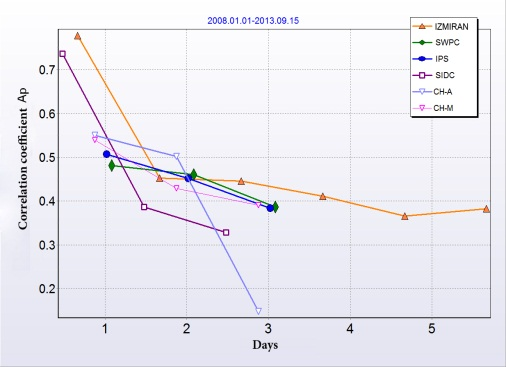 2008.01.01-2013.09.15
IZMIRAN
SWPC
IPS
SIDC
CH-A
CH-M
Correlation coefficient Ap
0.7
0.6
0.5
0.4
0.3
0.2
1 2 3 4 5
Days